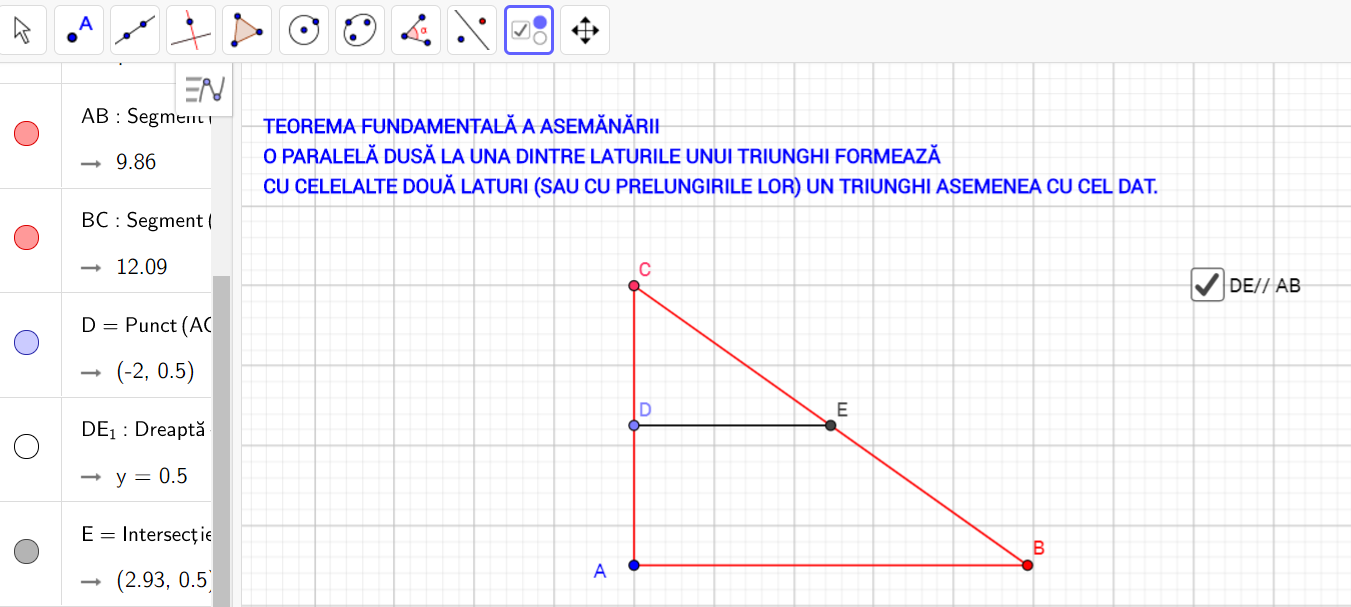 A
α
AB : Segment (
→ 9.86
BC : Segment (
→ 12.09
D = Punct (AC
→ (-2, 0.5)
DE₁ : Dreaptă
→ y = 0.5
E = Intersecție
→ (2.93, 0.5)
TEOREMA FUNDAMENTALĂ A ASEMĂNĂRII
O PARALELĂ DUSĂ LA UNA DINTRE LATURILE UNUI TRIUNGHI FORMEAZĂ
CU CELELALTE DOUĂ LATURI (SAU CU PRELUNGIRILE LOR) UN TRIUNGHI ASEMENEA CU CEL DAT.
C
DE// AB
D
E
B
A